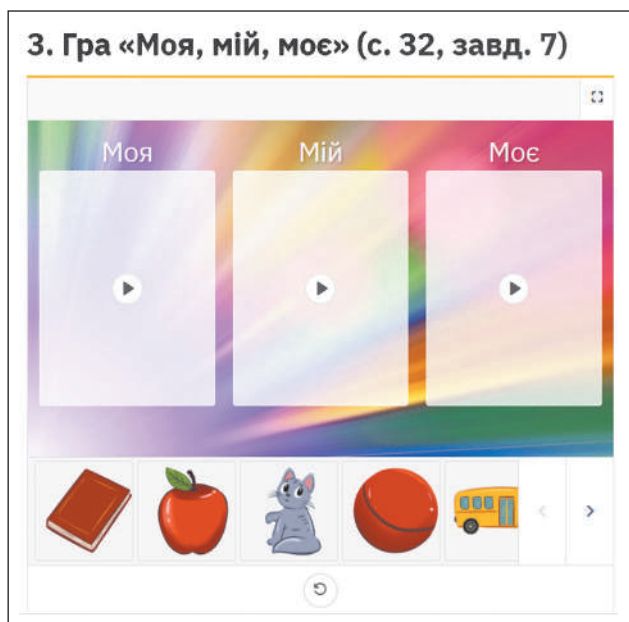 3. Гра «Моя, мій, моє» (с. 32, завд. 7)
Моя Мій Моє